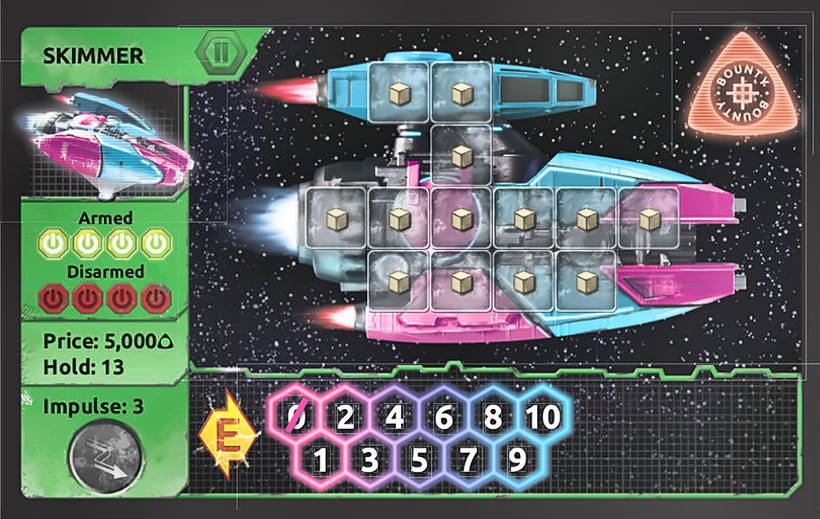 SKIMMER
II
BOUNTY
BOUNTY
Armed
Disarmed
Price: 5,000
Hold: 13
Impulse: 3
E
0 2 4 6 8 10
1 3 5 7 9